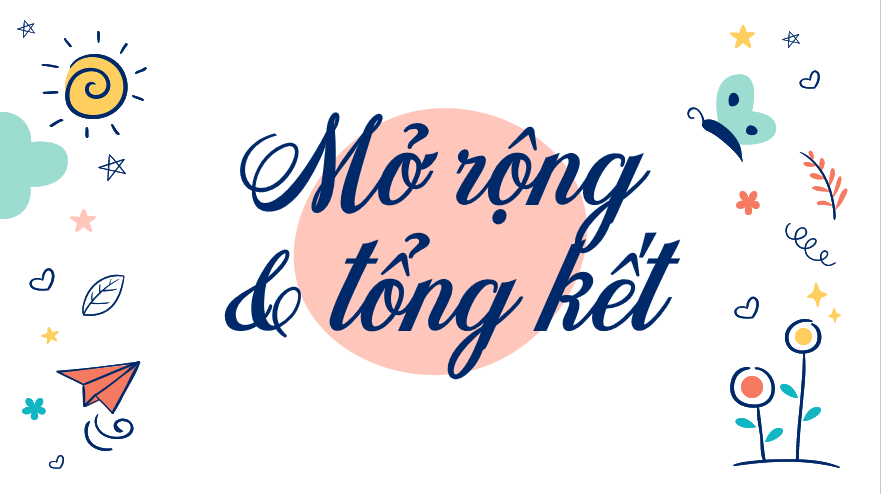 Mở rộng
& tổng kết